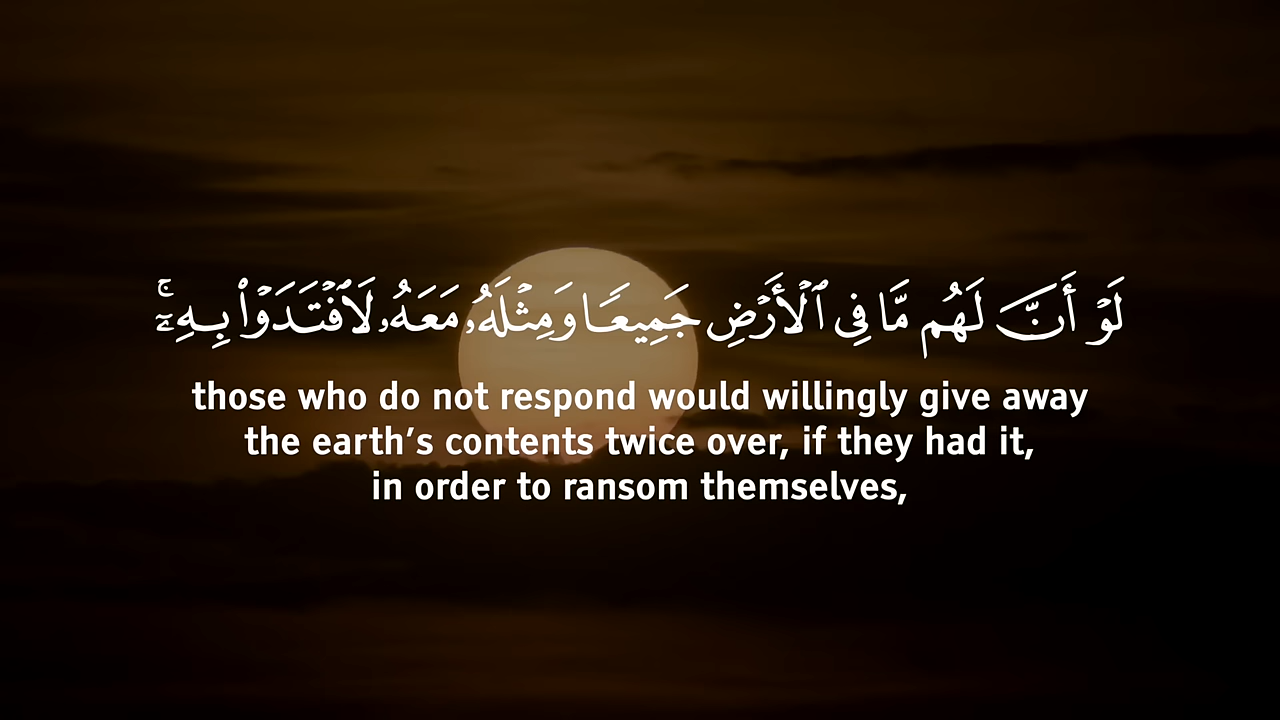 لَوْ أَنَّ لَهُم مَّا فِى ٱلْأَرْضِ جَمِيعًا وَمِثْلَهُۥ مَعَهُۥ لَٱفْتَدَوْا۟ بِهِۦٓ ۚ
those who do not respond would willingly give away
the earth’s contents twice over, if they had it,
in order to ransom themselves,